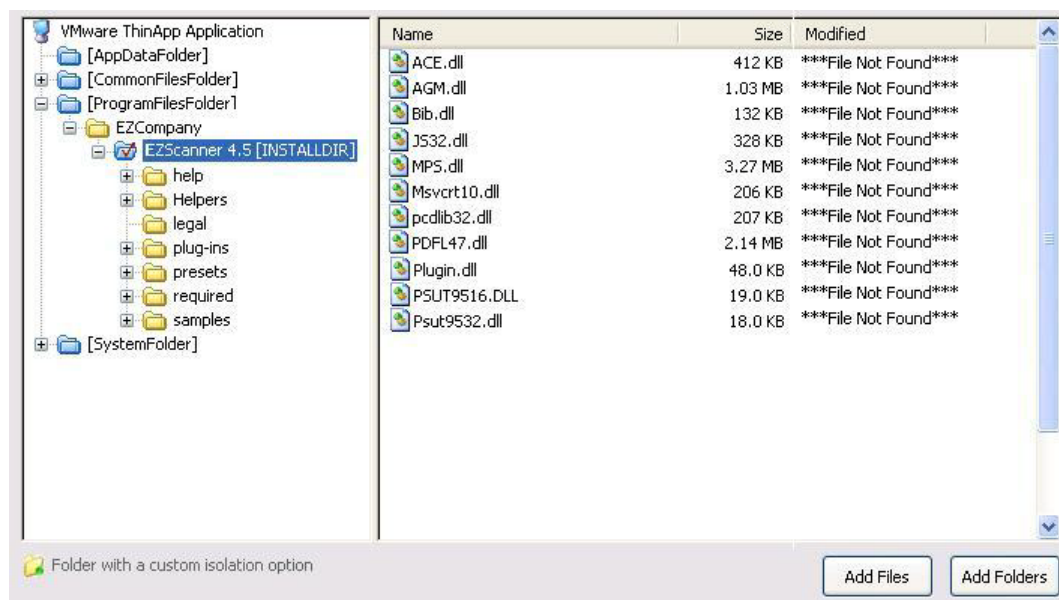 VMware ThinApp Application
[AppDataFolder]
[CommonFilesFolder]
[ProgramFilesFolder]
EZCompany
EZScanner 4.5 [INSTALLDIR]
help
Helpers
legal
plug-ins
presets
required
samples
[SystemFolder]
Name Size Modified
ACE.dll 412 KB ***File Not Found***
AGM.dll 1.03 MB ***File Not Found***
Bib.dll 132 KB ***File Not Found***
JS32.dll 328 KB ***File Not Found***
MPS.dll 3.27 MB ***File Not Found***
Msvcrt10.dll 206 KB ***File Not Found***
pcdlib32.dll 207 KB ***File Not Found***
PDFL47.dll 2.14 MB ***File Not Found***
Plugin.dll 48.0 KB ***File Not Found***
PSUT9516.DLL 19.0 KB ***File Not Found***
Psut9532.dll 18.0 KB ***File Not Found***
Folder with a custom isolation option
Add Files
Add Folders